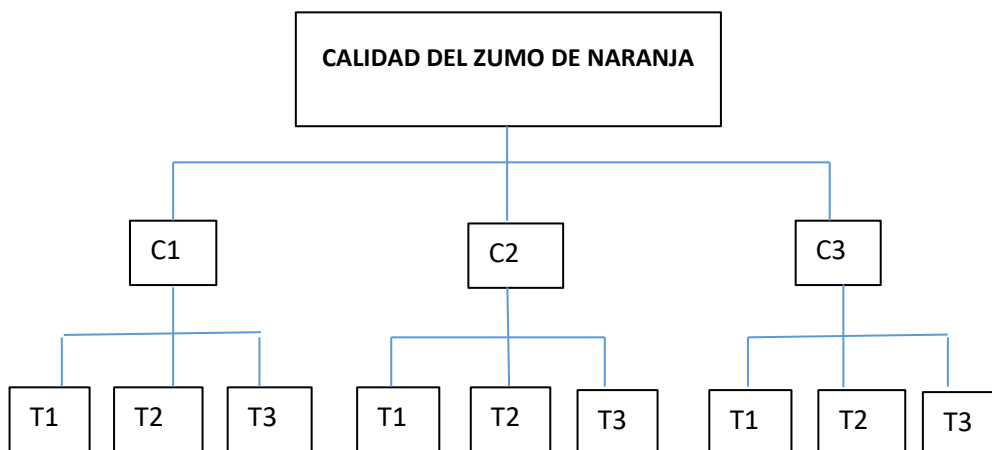 CALIDAD DEL ZUMO DE NARANJA
C1 C2 C3
T1 T2 T3 T1 T2 T3 T1 T2 T3